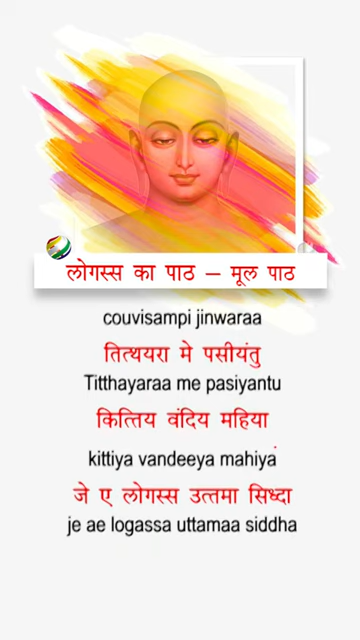 लोगस्स का पाठ – मूल पाठ
couvisampi jinwaraa
तित्थयरा मे पसीयंतु
Titthayaraa me pasiyantu
कित्तिय वंदिय महिया
kittiya vandeeya mahiya
जे ए लोगस्स उत्तमा सिध्दा
je ae logassa uttamaa siddha